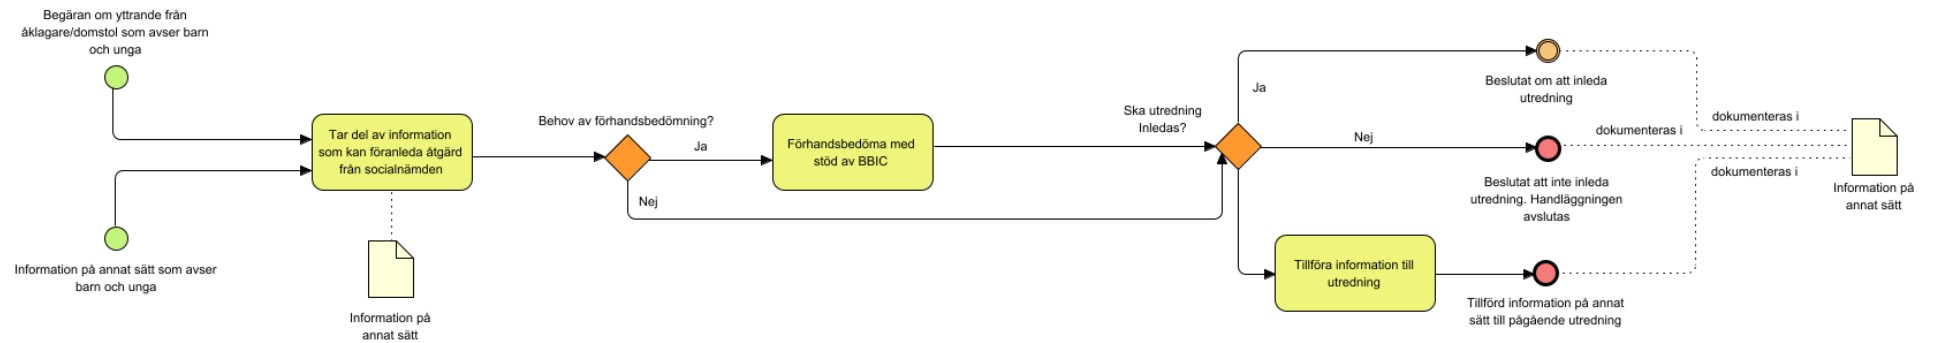 Begäran om yttrande från
åklagare/domstol som avser barn
och unga
Tar del av information
som kan föranleda åtgärd
från socialnämden
Information på annat sätt som avser
barn och unga
Information på
annat sätt
Behov av förhandsbedömning?
Ja
Nej
Förhandsbedöma med
stöd av BBIC
Ska utredning
Inledas?
Ja
Nej
Beslutat om att inleda
utredning
Beslutat att inte inleda
utredning. Handläggningen
avslutas
Tillföra information till
utredning
Tillförd information på annat
sätt till pågående utredning
dokumenteras i
dokumenteras i
dokumenteras i
Information på
annat sätt